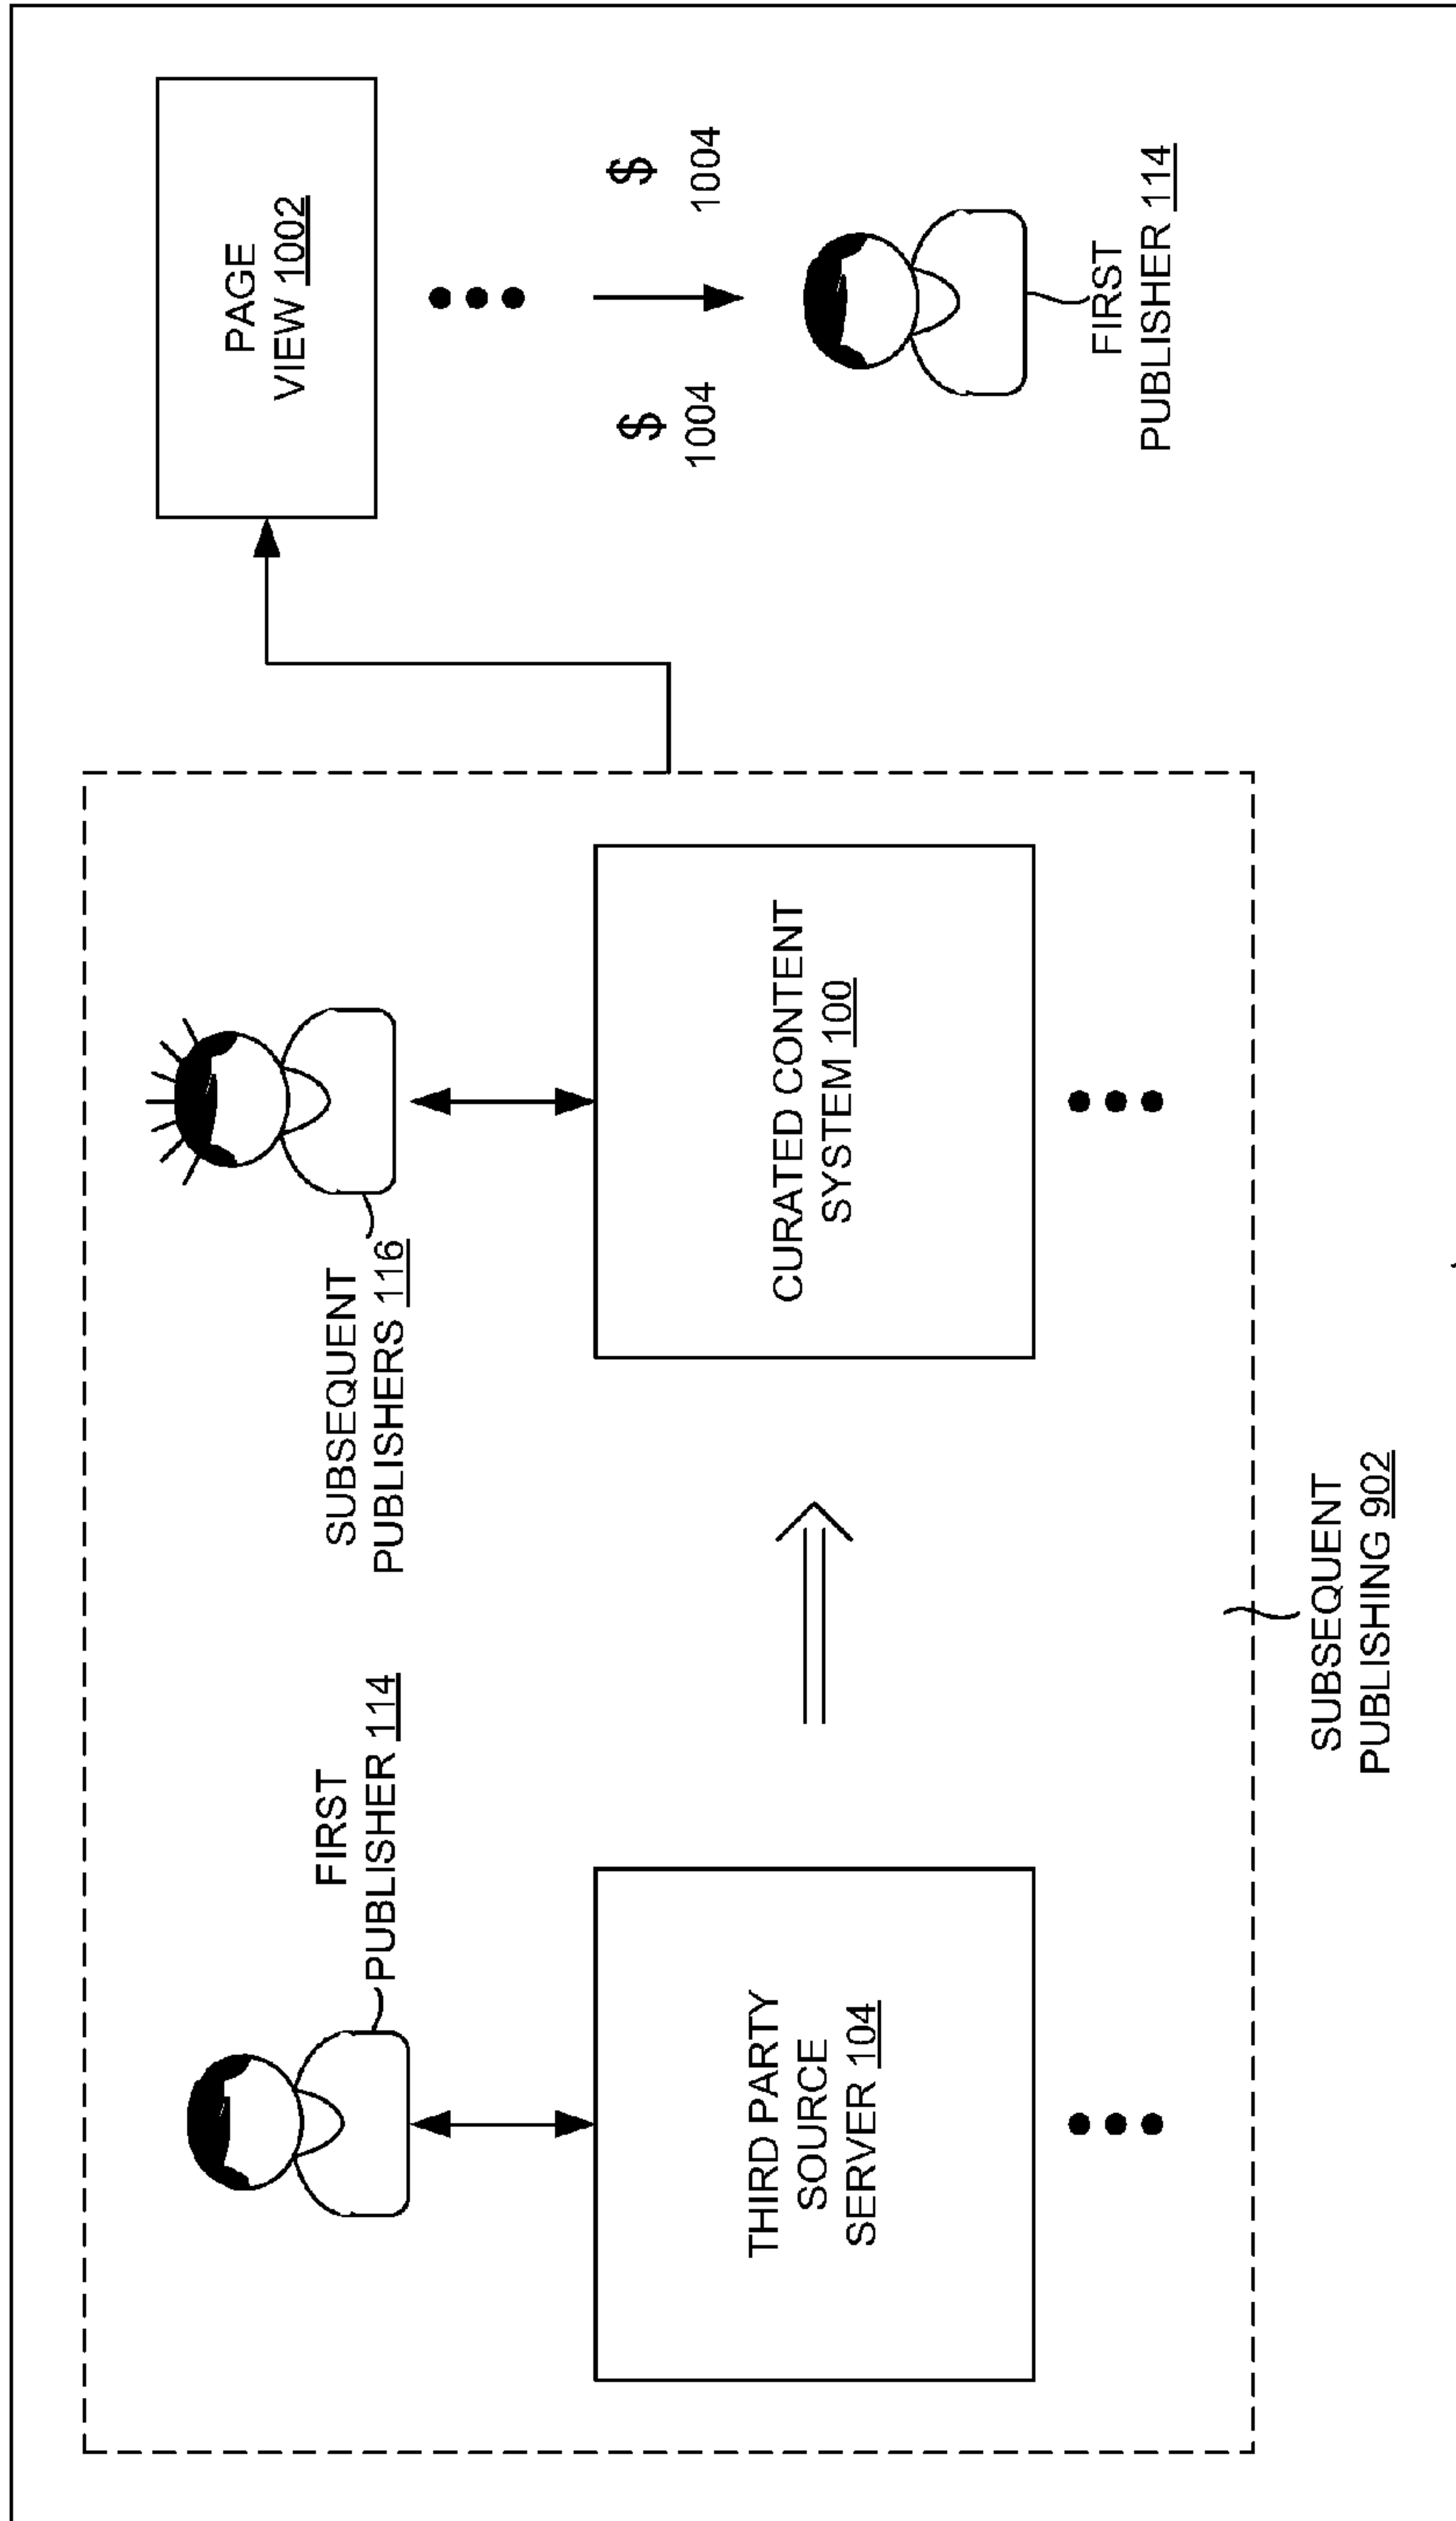 FIRST
PUBLISHER 114
SUBSEQUENT
PUBLISHERS 116
THIRD PARTY
SOURCE
SERVER 104
CURATED CONTENT
SYSTEM 100
SUBSEQUENT
PUBLISHING 902
PAGE
VIEW 1002
$
1004
$
1004
FIRST
PUBLISHER 114